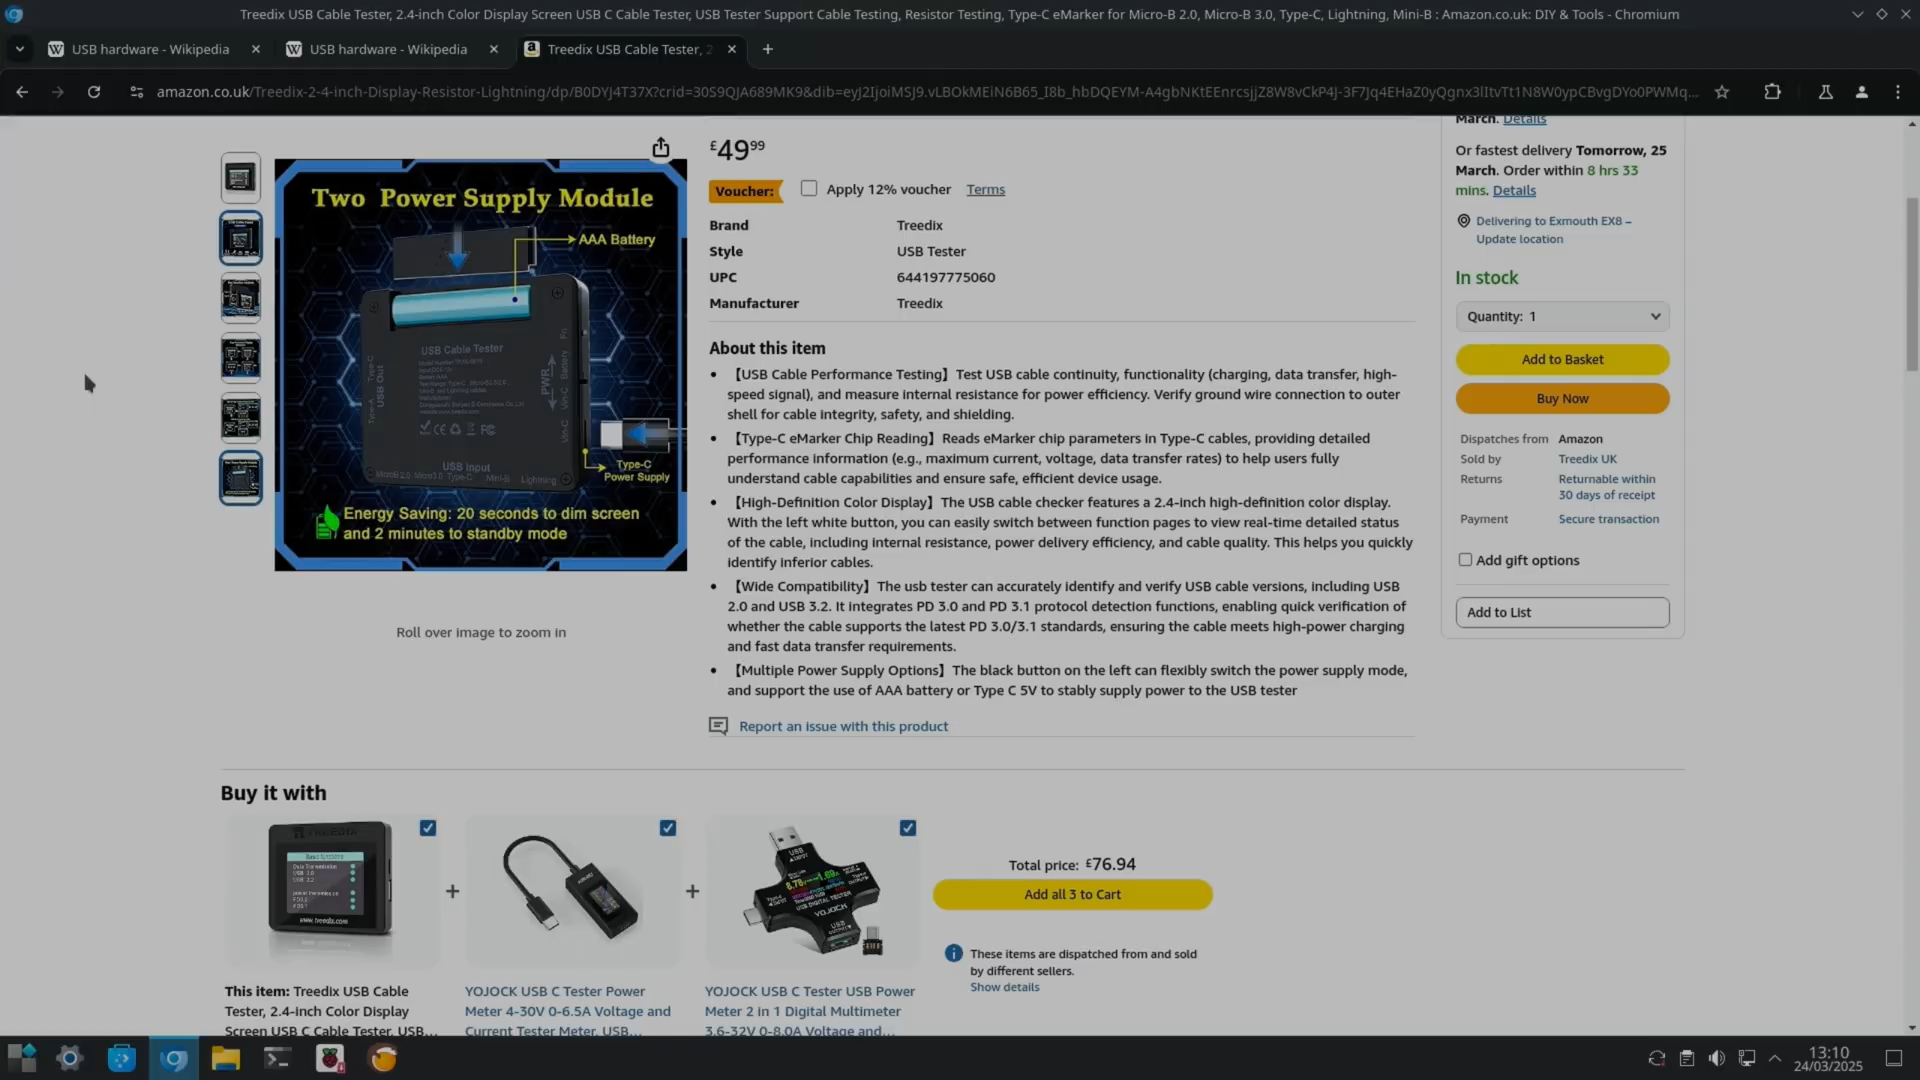 Treedix USB Cable Tester, 2.4-inch Color Display Screen USB C Cable Tester, USB Tester Support Cable Testing, Resistor Testing, Type-C eMarker for Micro-B 2.0, Micro-B 3.0, Type-C, Lightning, Mini-B : Amazon.co.uk: DIY & Tools - Chromium
USB hardware - Wikipedia
USB hardware - Wikipedia
Treedix USB Cable Tester, 2
amazon.co.uk/Treedix-2-4-inch-Display-Resistor-Lightning/dp/B0DYJ4T37X?crid=30S9QJA689MK9&dib=eyJ2IjoiMSJ9.vLBOkMEiN6B65_I8b_hbDQEYM-A4gbNKtEEnrcsjjZ8W8vCkP4J-3F7Jq4EHaZ0yQgnx3lItvTt1N8W0ypCBvgDYo0PWMq...
Two Power Supply Module
AAA Battery
USB Cable Tester
Type-C
Type-A
USB Out
Fn
Battery
PWR
Vin-C
Vin-C
USB Input
MicroB 2.0 Micro3.0 Type-C Mini-B Lightning
Type-C
Power Supply
Energy Saving: 20 seconds to dim screen
and 2 minutes to standby mode
Roll over image to zoom in
£49.99
Voucher:
Apply 12% voucher Terms
Brand Treedix
Style USB Tester
UPC 644197775060
Manufacturer Treedix
About this item
• 【USB Cable Performance Testing】Test USB cable continuity, functionality (charging, data transfer, high-
speed signal), and measure internal resistance for power efficiency. Verify ground wire connection to outer
shell for cable integrity, safety, and shielding.
• 【Type-C eMarker Chip Reading】Reads eMarker chip parameters in Type-C cables, providing detailed
performance information (e.g., maximum current, voltage, data transfer rates) to help users fully
understand cable capabilities and ensure safe, efficient device usage.
• 【High-Definition Color Display】The USB cable checker features a 2.4-inch high-definition color display.
With the left white button, you can easily switch between function pages to view real-time detailed status
of the cable, including internal resistance, power delivery efficiency, and cable quality. This helps you quickly
identify inferior cables.
• 【Wide Compatibility】The usb tester can accurately identify and verify USB cable versions, including USB
2.0 and USB 3.2. It integrates PD 3.0 and PD 3.1 protocol detection functions, enabling quick verification of
whether the cable supports the latest PD 3.0/3.1 standards, ensuring the cable meets high-power charging
and fast data transfer requirements.
• 【Multiple Power Supply Options】The black button on the left can flexibly switch the power supply mode,
and support the use of AAA battery or Type C 5V to stably supply power to the USB tester
Report an issue with this product
March. Details
Or fastest delivery Tomorrow, 25
March. Order within 8 hrs 33
mins. Details
Delivering to Exmouth EX8 –
Update location
In stock
Quantity: 1
Add to Basket
Buy Now
Dispatches from Amazon
Sold by Treedix UK
Returns Returnable within
30 days of receipt
Payment Secure transaction
Add gift options
Add to List
Buy it with
TREEDIX
www.treedix.com
YOJOCK
+
+
Total price: £76.94
Add all 3 to Cart
These items are dispatched from and sold
by different sellers.
Show details
This item: Treedix USB Cable
Tester, 2.4-inch Color Display
Screen USB C Cable Tester, USB...
YOJOCK USB C Tester Power
Meter 4-30V 0-6.5A Voltage and
Current Tester Meter, USB...
YOJOCK USB C Tester USB Power
Meter 2 in 1 Digital Multimeter
3.6-32V 0-8.0A Voltage and...
13:10
24/03/2025